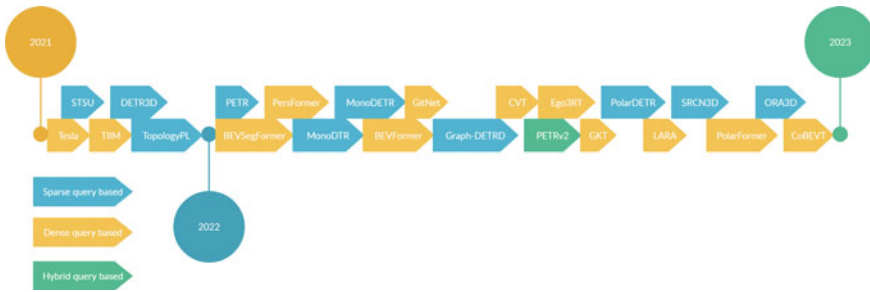 2021
2023
STSU
DETR3D
PETR
PersFormer
MonoDETR
GitNet
CVT
Ego3RT
PolarDETR
SRCN3D
ORA3D
Tesla
TIIM
TopologyPL
BEVSegFormer
MonoDTR
BEVFormer
Graph-DETRD
PETRv2
GKT
LARA
PolarFormer
CoBEVT
Sparse query based
Dense query based
2022
Hybrid query based